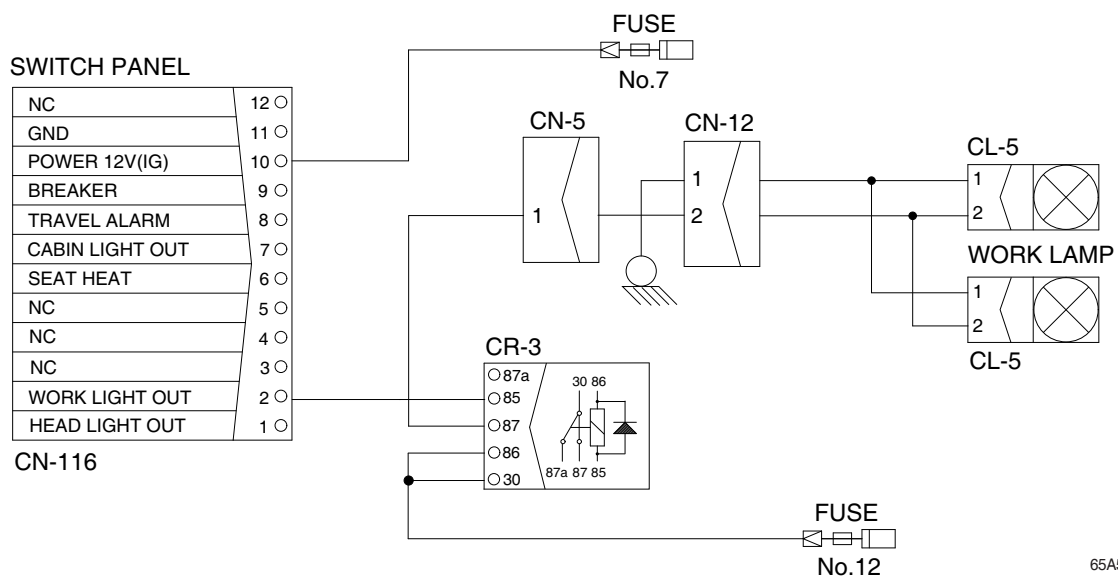 FUSE
No.7
SWITCH PANEL
NC 12
GND 11
POWER 12V(IG) 10
BREAKER 9
TRAVEL ALARM 8
CABIN LIGHT OUT 7
SEAT HEAT 6
NC 5
NC 4
NC 3
WORK LIGHT OUT 2
HEAD LIGHT OUT 1
CN-116
CN-5
1
CN-12
1
2
CL-5
1
2
WORK LAMP
1
2
CL-5
CR-3
87a
85
87
86
30
30 86
87a 87 85
FUSE
No.12